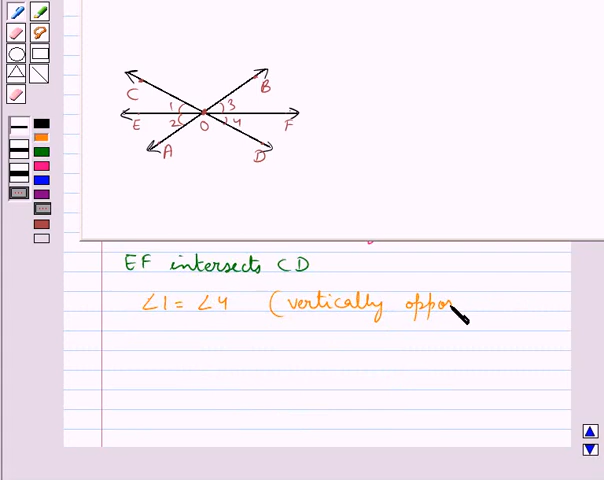 C
B
1
3
E
2
O
4
F
A
D
EF intersects CD
∠1 = ∠4 (vertically oppo